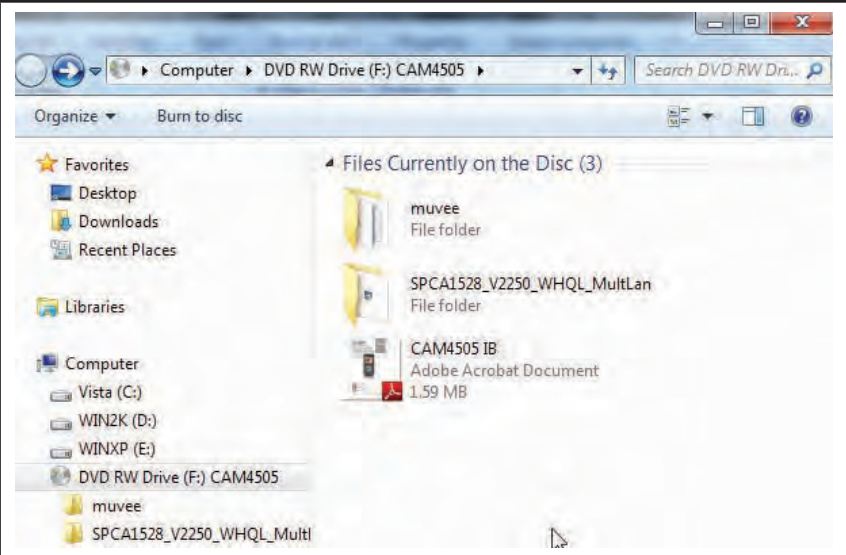 Computer DVD RW Drive (F:) CAM4505
Search DVD RW Dri...
Organize Burn to disc
Favorites
Desktop
Downloads
Recent Places
Libraries
Computer
Vista (C:)
WIN2K (D:)
WINXP (E:)
DVD RW Drive (F:) CAM4505
muvee
SPCA1528_V2250_WHQL_Multl
Files Currently on the Disc (3)
muvee
File folder
SPCA1528_V2250_WHQL_MultLan
File folder
CAM4505 IB
Adobe Acrobat Document
1.59 MB